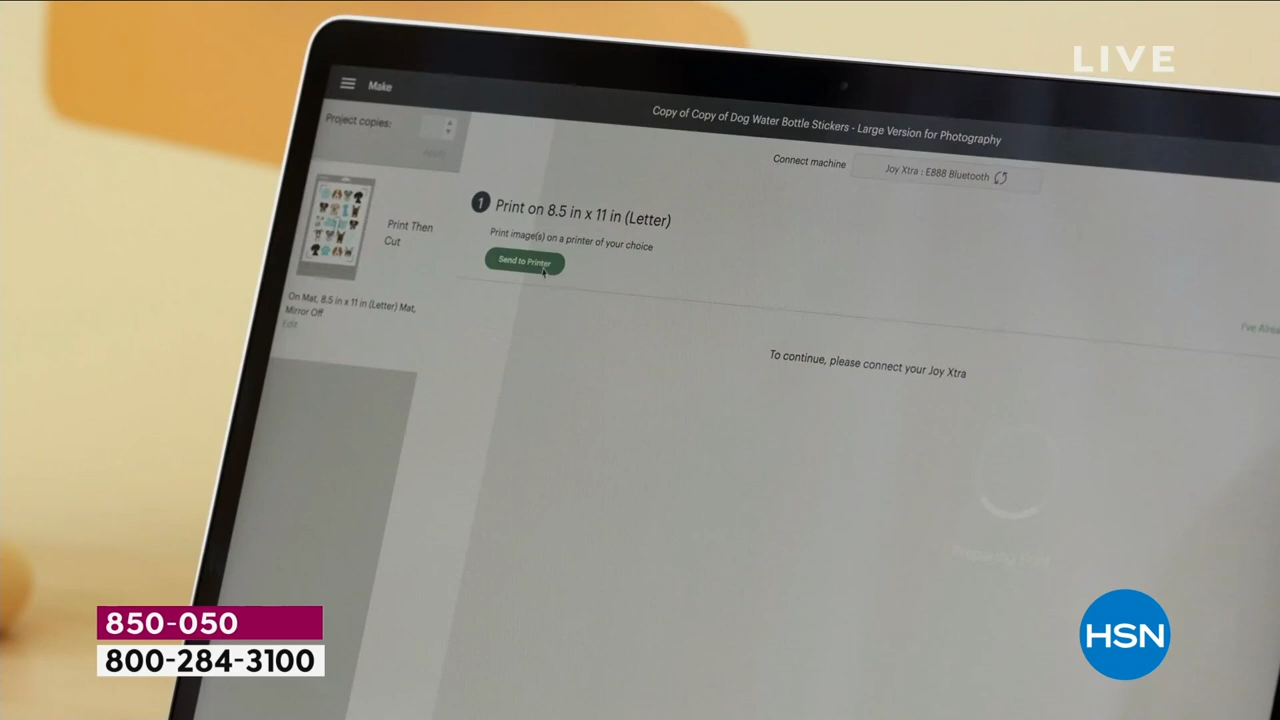 LIVE
Make
Copy of Copy of Dog Water Bottle Stickers - Large Version for Photography
Project copies:
Connect machine
Joy Xtra : E888 Bluetooth
1
Print on 8.5 in x 11 in (Letter)
Print image(s) on a printer of your choice
Send to Printer
Print Then
Cut
On Mat, 8.5 in x 11 in (Letter) Mat,
Mirror Off
Edit
To continue, please connect your Joy Xtra
850-050
800-284-3100
HSN